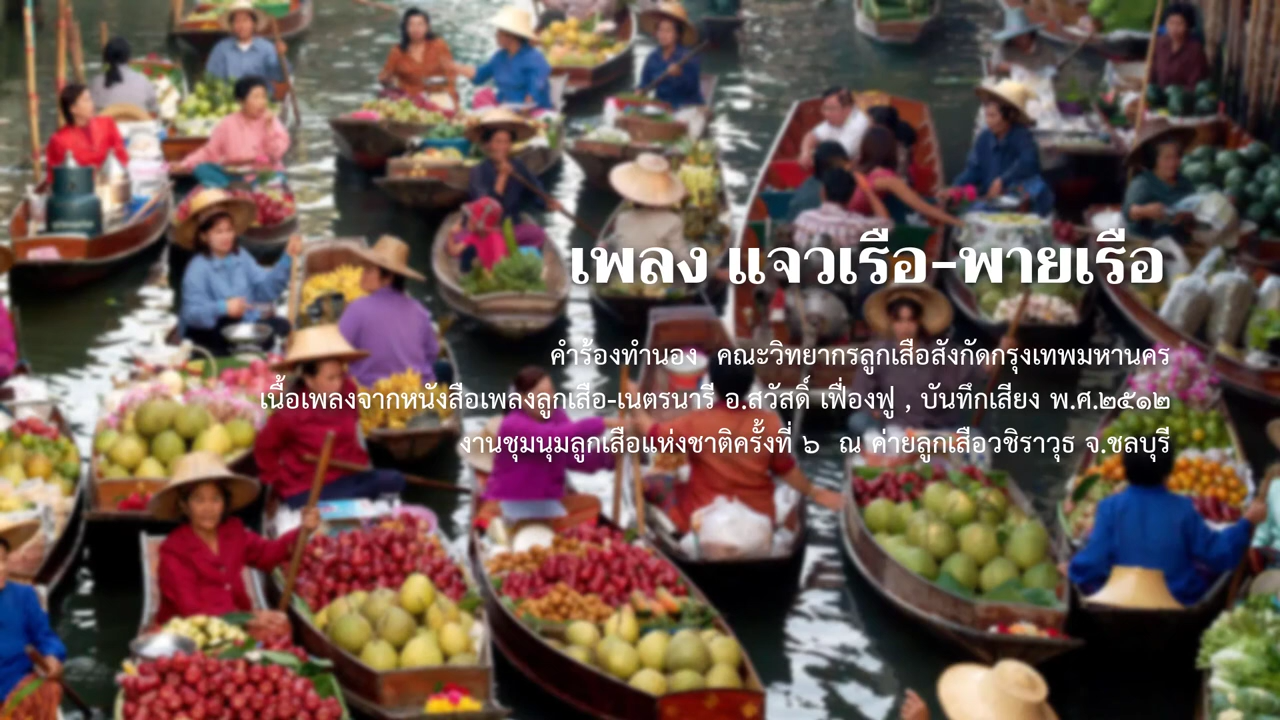 เพลง แจวเรือ-พายเรือ
คำร้องทำนอง คณะวิทยากรลูกเสือสังกัดกรุงเทพมหานคร
เนื้อเพลงจากหนังสือเพลงลูกเสือ-เนตรนารี อ.สวัสดิ์ เฟื่องฟู , บันทึกเสียง พ.ศ.๒๕๑๒
งานชุมนุมลูกเสือแห่งชาติครั้งที่ ๖ ณ ค่ายลูกเสือวชิราวุธ จ.ชลบุรี